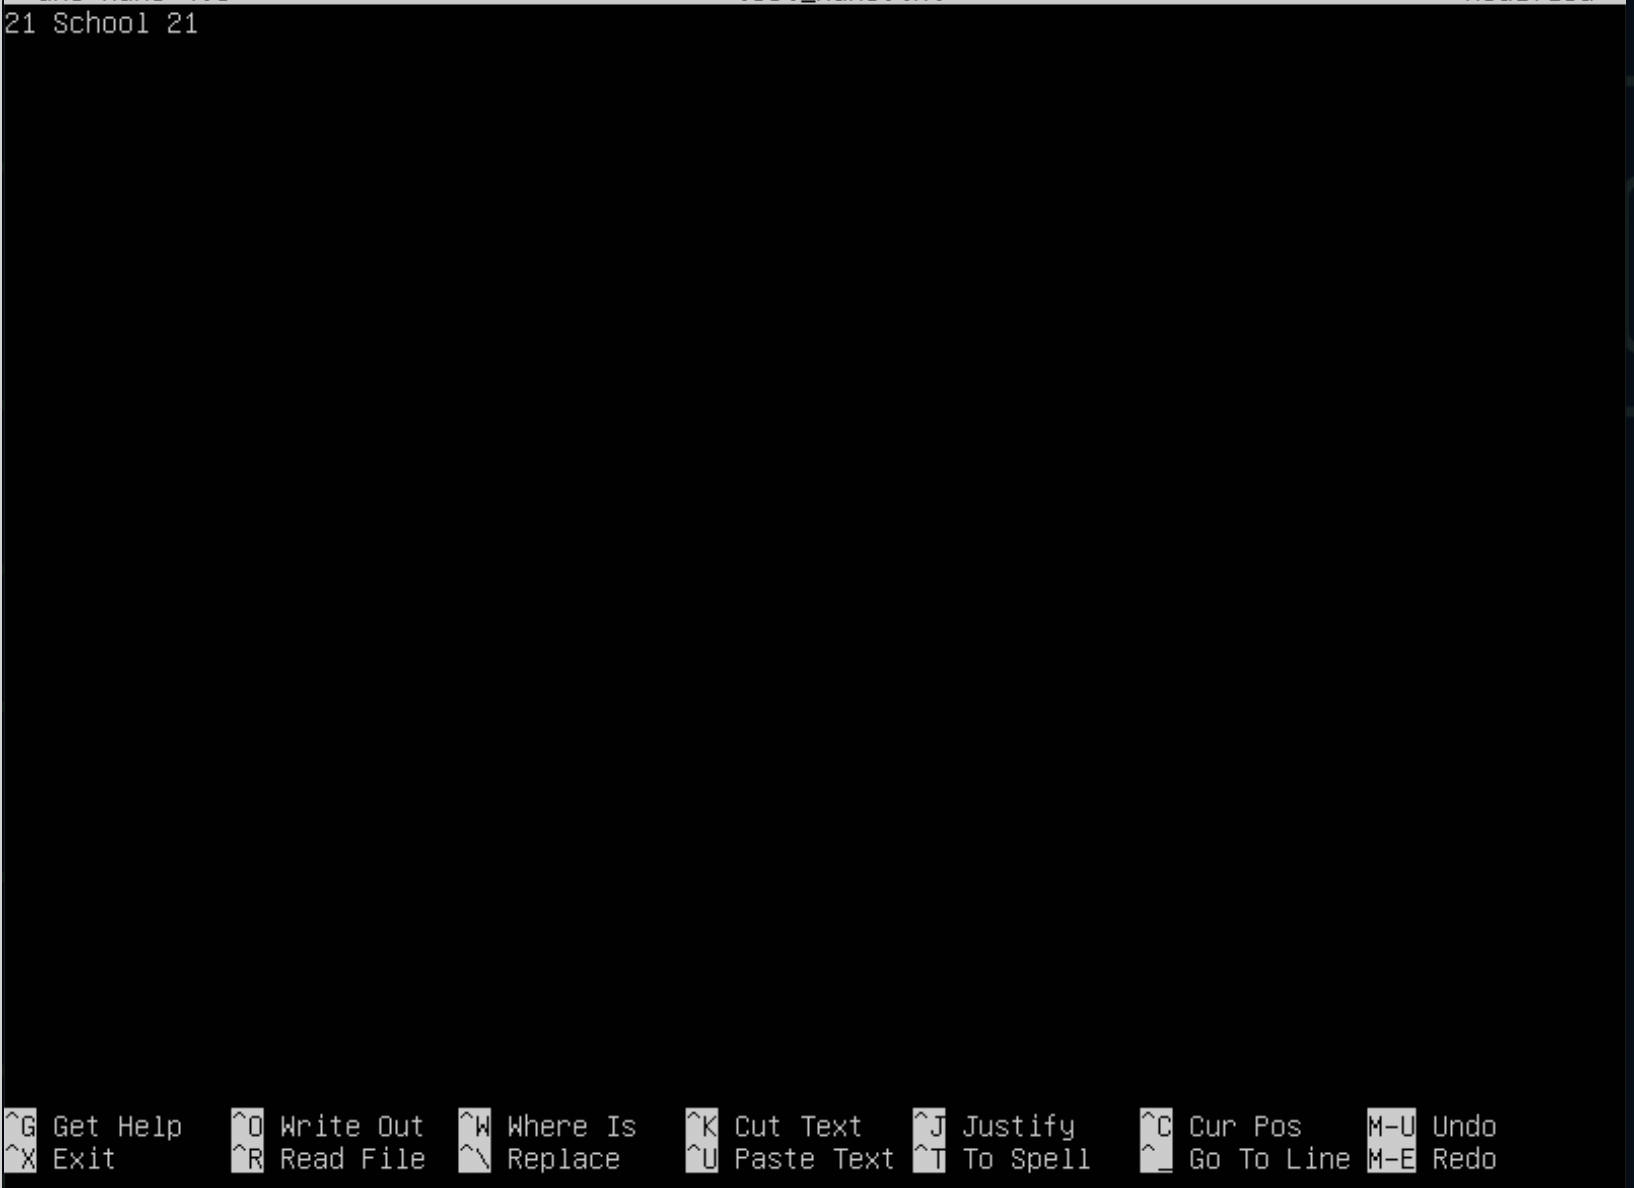 21 School 21
^G Get Help ^O Write Out ^W Where Is ^K Cut Text ^J Justify ^C Cur Pos M-U Undo
^X Exit ^R Read File ^\ Replace ^U Paste Text ^T To Spell ^_ Go To Line M-E Redo